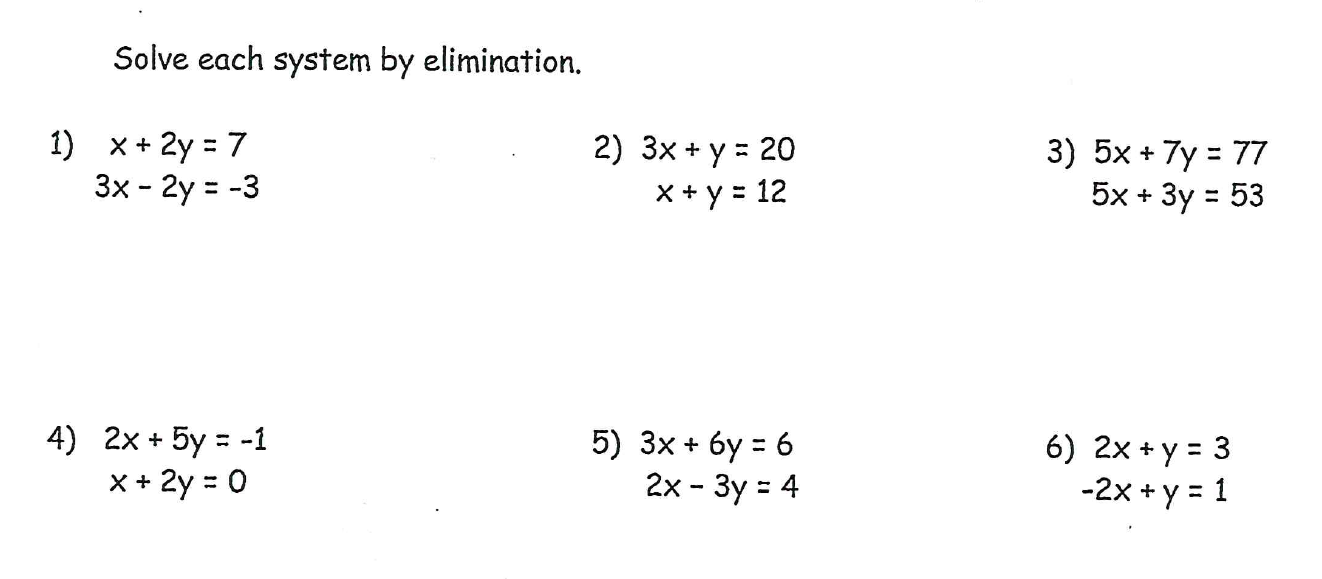 Solve each system by elimination.
1) x + 2y = 7
3x - 2y = -3
2) 3x + y = 20
x + y = 12
3) 5x + 7y = 77
5x + 3y = 53
4) 2x + 5y = -1
x + 2y = 0
5) 3x + 6y = 6
2x - 3y = 4
6) 2x + y = 3
-2x + y = 1